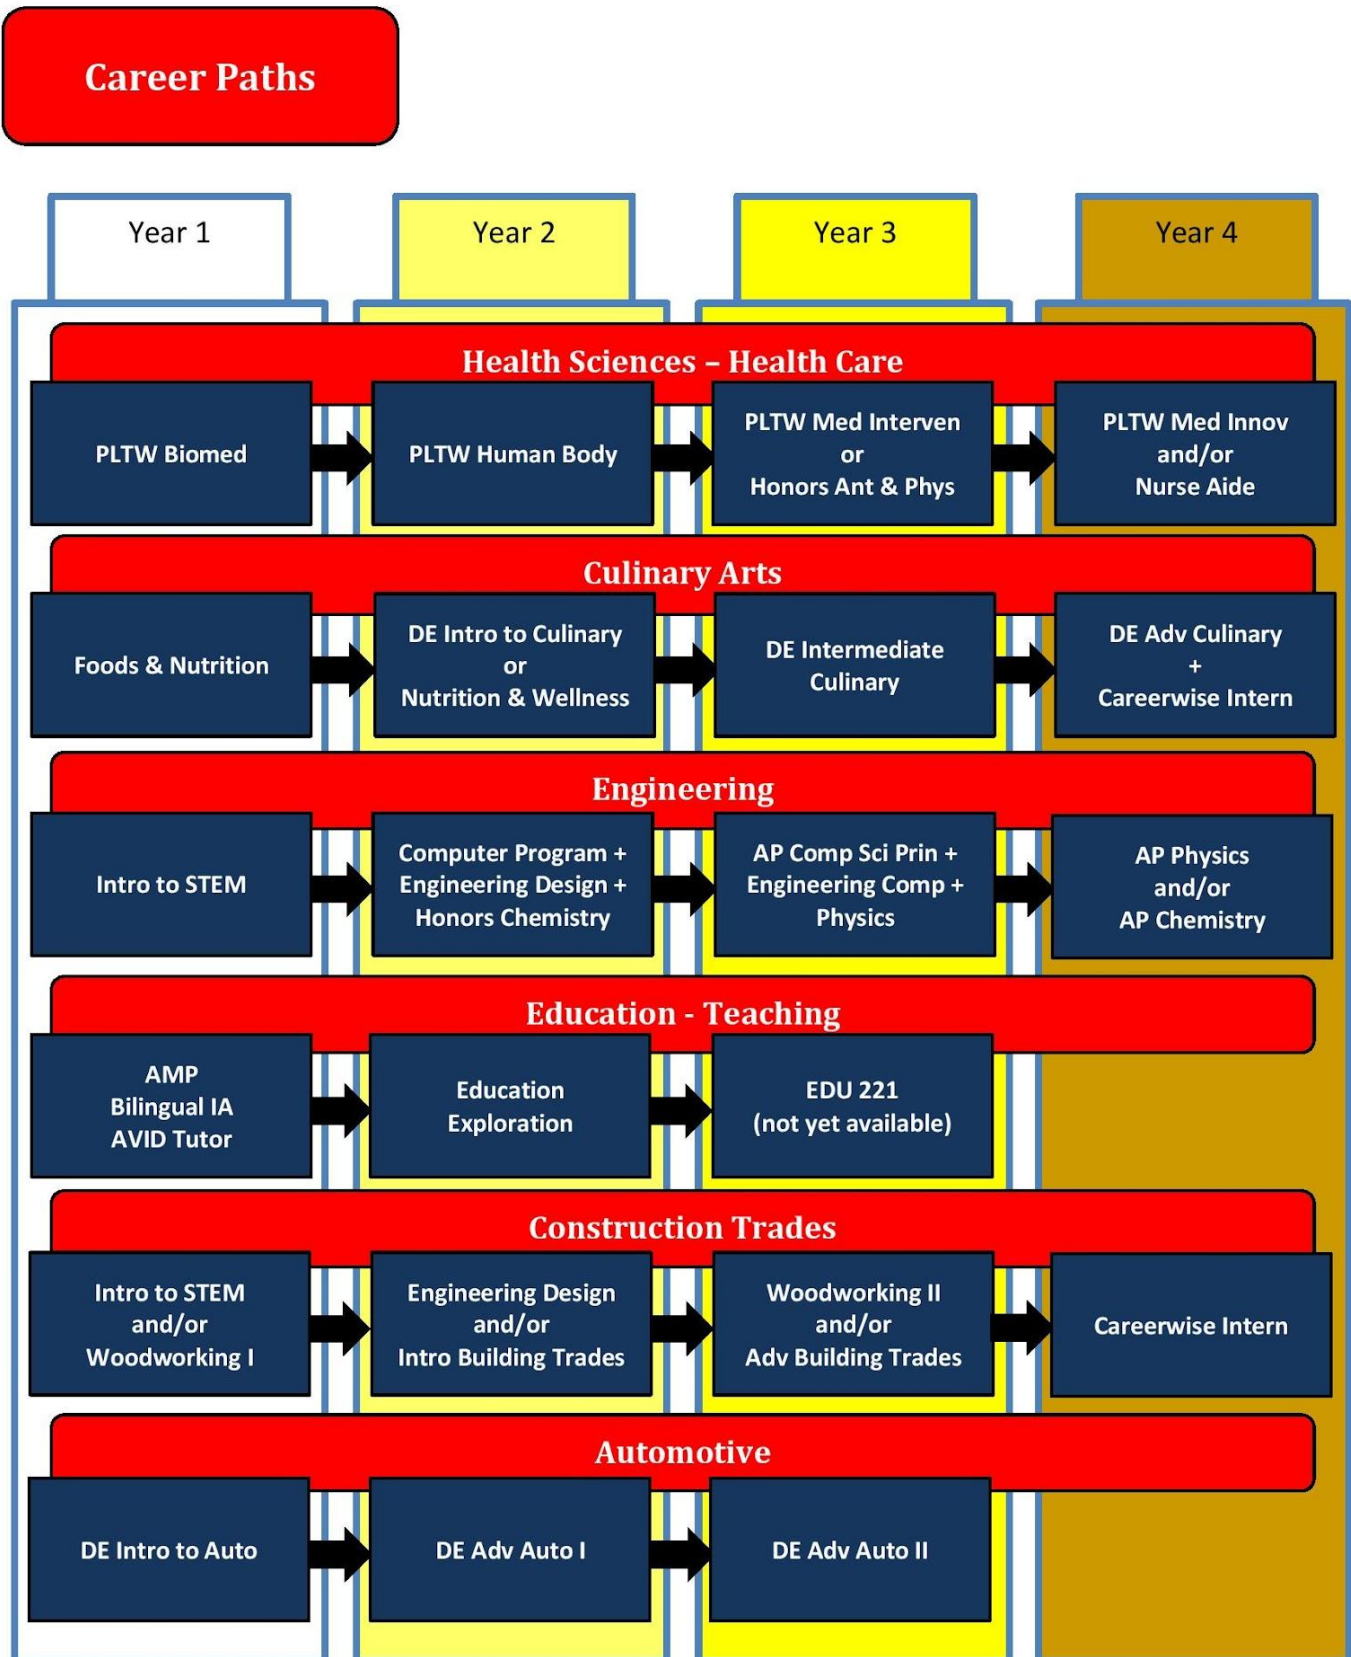 Career Paths
Year 1
Year 2
Year 3
Year 4
Health Sciences – Health Care
PLTW Biomed
PLTW Human Body
PLTW Med Interven
or
Honors Ant & Phys
PLTW Med Innov
and/or
Nurse Aide
Culinary Arts
Foods & Nutrition
DE Intro to Culinary
or
Nutrition & Wellness
DE Intermediate
Culinary
DE Adv Culinary
+
Careerwise Intern
Engineering
Intro to STEM
Computer Program +
Engineering Design +
Honors Chemistry
AP Comp Sci Prin +
Engineering Comp +
Physics
AP Physics
and/or
AP Chemistry
Education - Teaching
AMP
Bilingual IA
AVID Tutor
Education
Exploration
EDU 221
(not yet available)
Construction Trades
Intro to STEM
and/or
Woodworking I
Engineering Design
and/or
Intro Building Trades
Woodworking II
and/or
Adv Building Trades
Careerwise Intern
Automotive
DE Intro to Auto
DE Adv Auto I
DE Adv Auto II